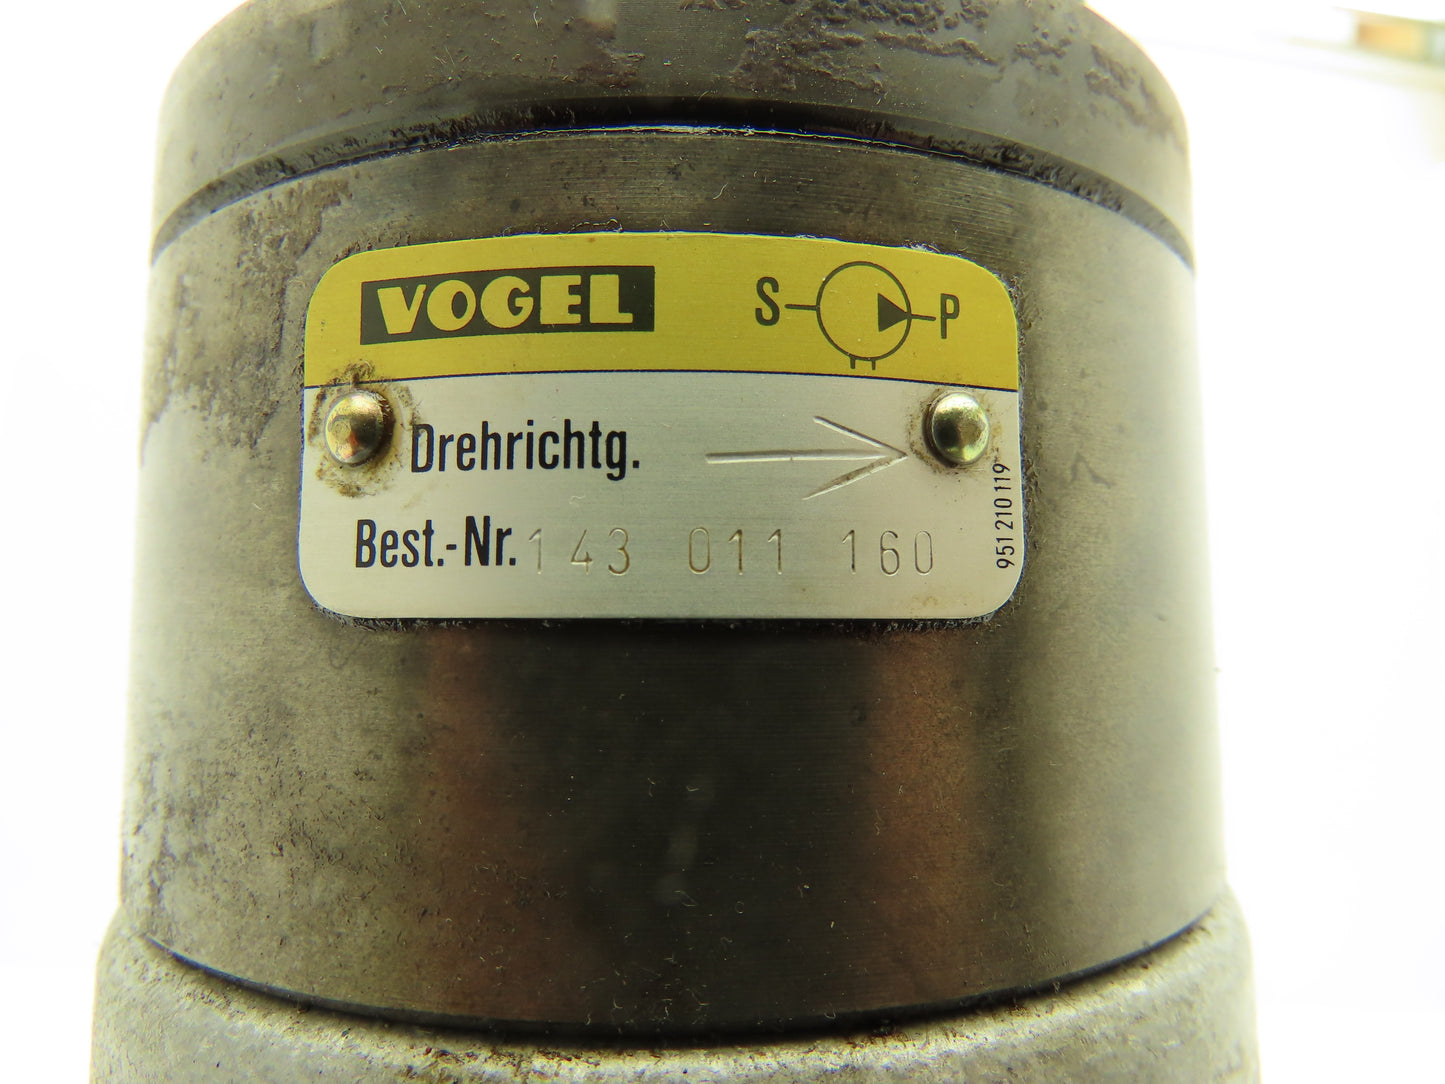 VOGEL
S P
Drehrichtg.
Best.-Nr. 143 011 160
951 210 119